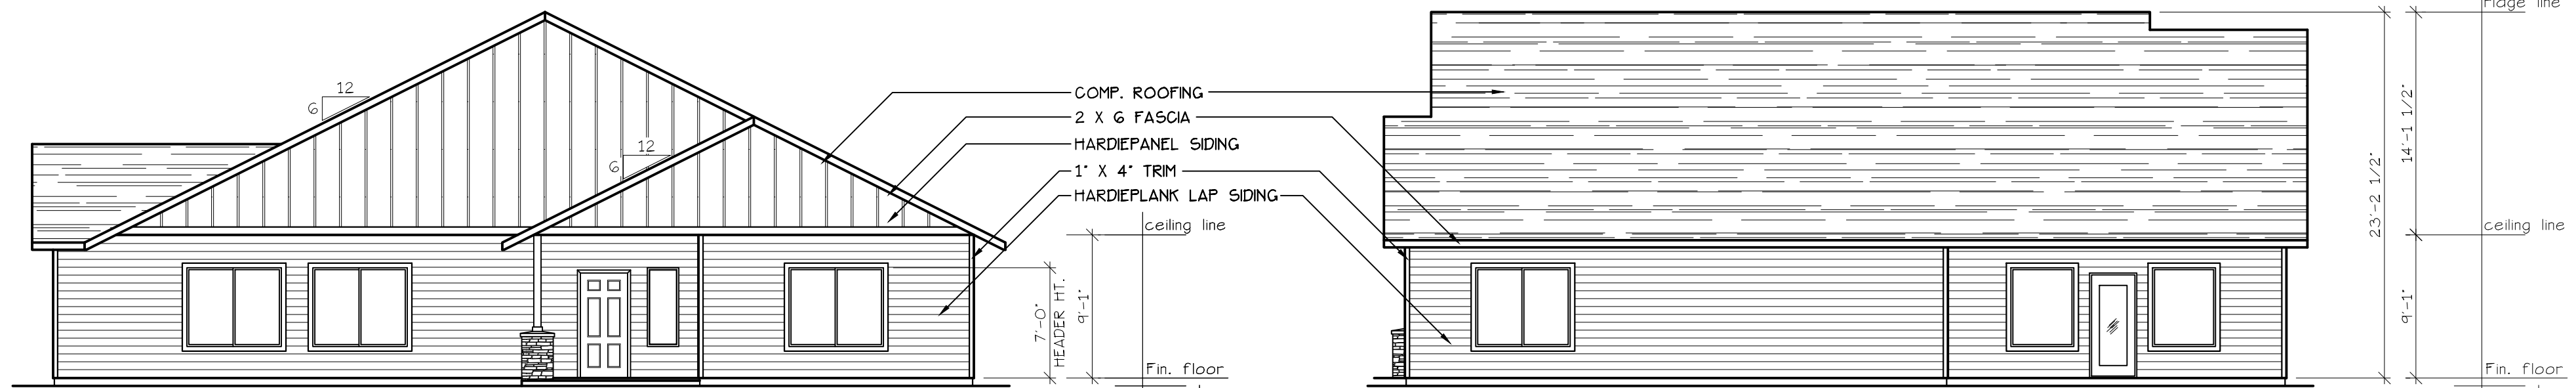 12
6
12
6
COMP. ROOFING
2 X 6 FASCIA
HARDIEPANEL SIDING
1" X 4" TRIM
HARDIEPLANK LAP SIDING
ceiling line
7'-0"
HEADER HT.
9'-1"
Fin. floor
23'-2 1/2"
14'-1 1/2"
9'-1"
ridge line
ceiling line
Fin. floor